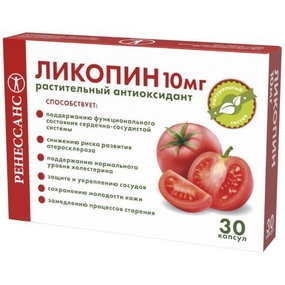 РЕНЕССАНС
ЛИКОПИН 10МГ
растительный антиоксидант
СПОСОБСТВУЕТ:
поддержанию функционального
состояния сердечно-сосудистой
системы
снижению риска развития
атеросклероза
поддержанию нормального
уровня холестерина
защите и укреплению сосудов
сохранению молодости кожи
замедлению процессов старения
30
капсул
ЛИКОПИН
10МГ